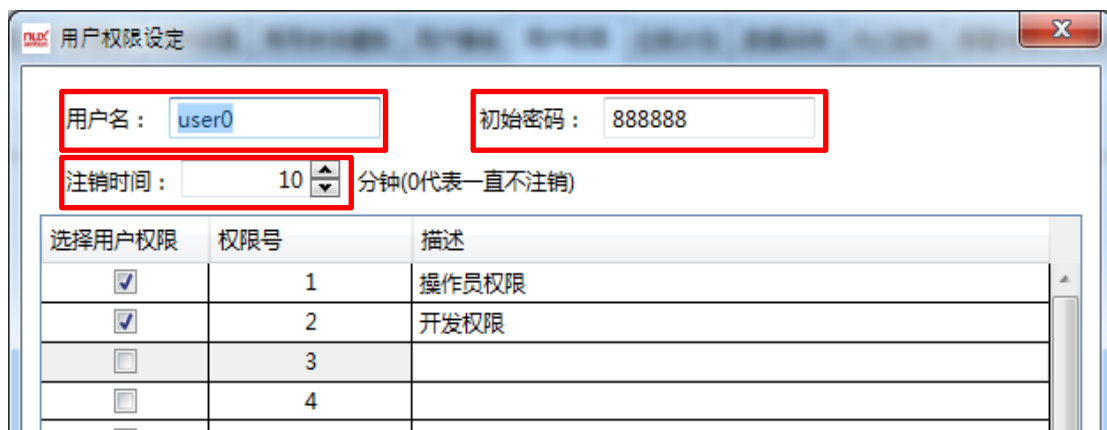 用户权限设定
用户名： user0 初始密码： 888888
注销时间： 10 分钟(0代表一直不注销)
选择用户权限 权限号 描述
1 操作员权限
2 开发权限
3
4